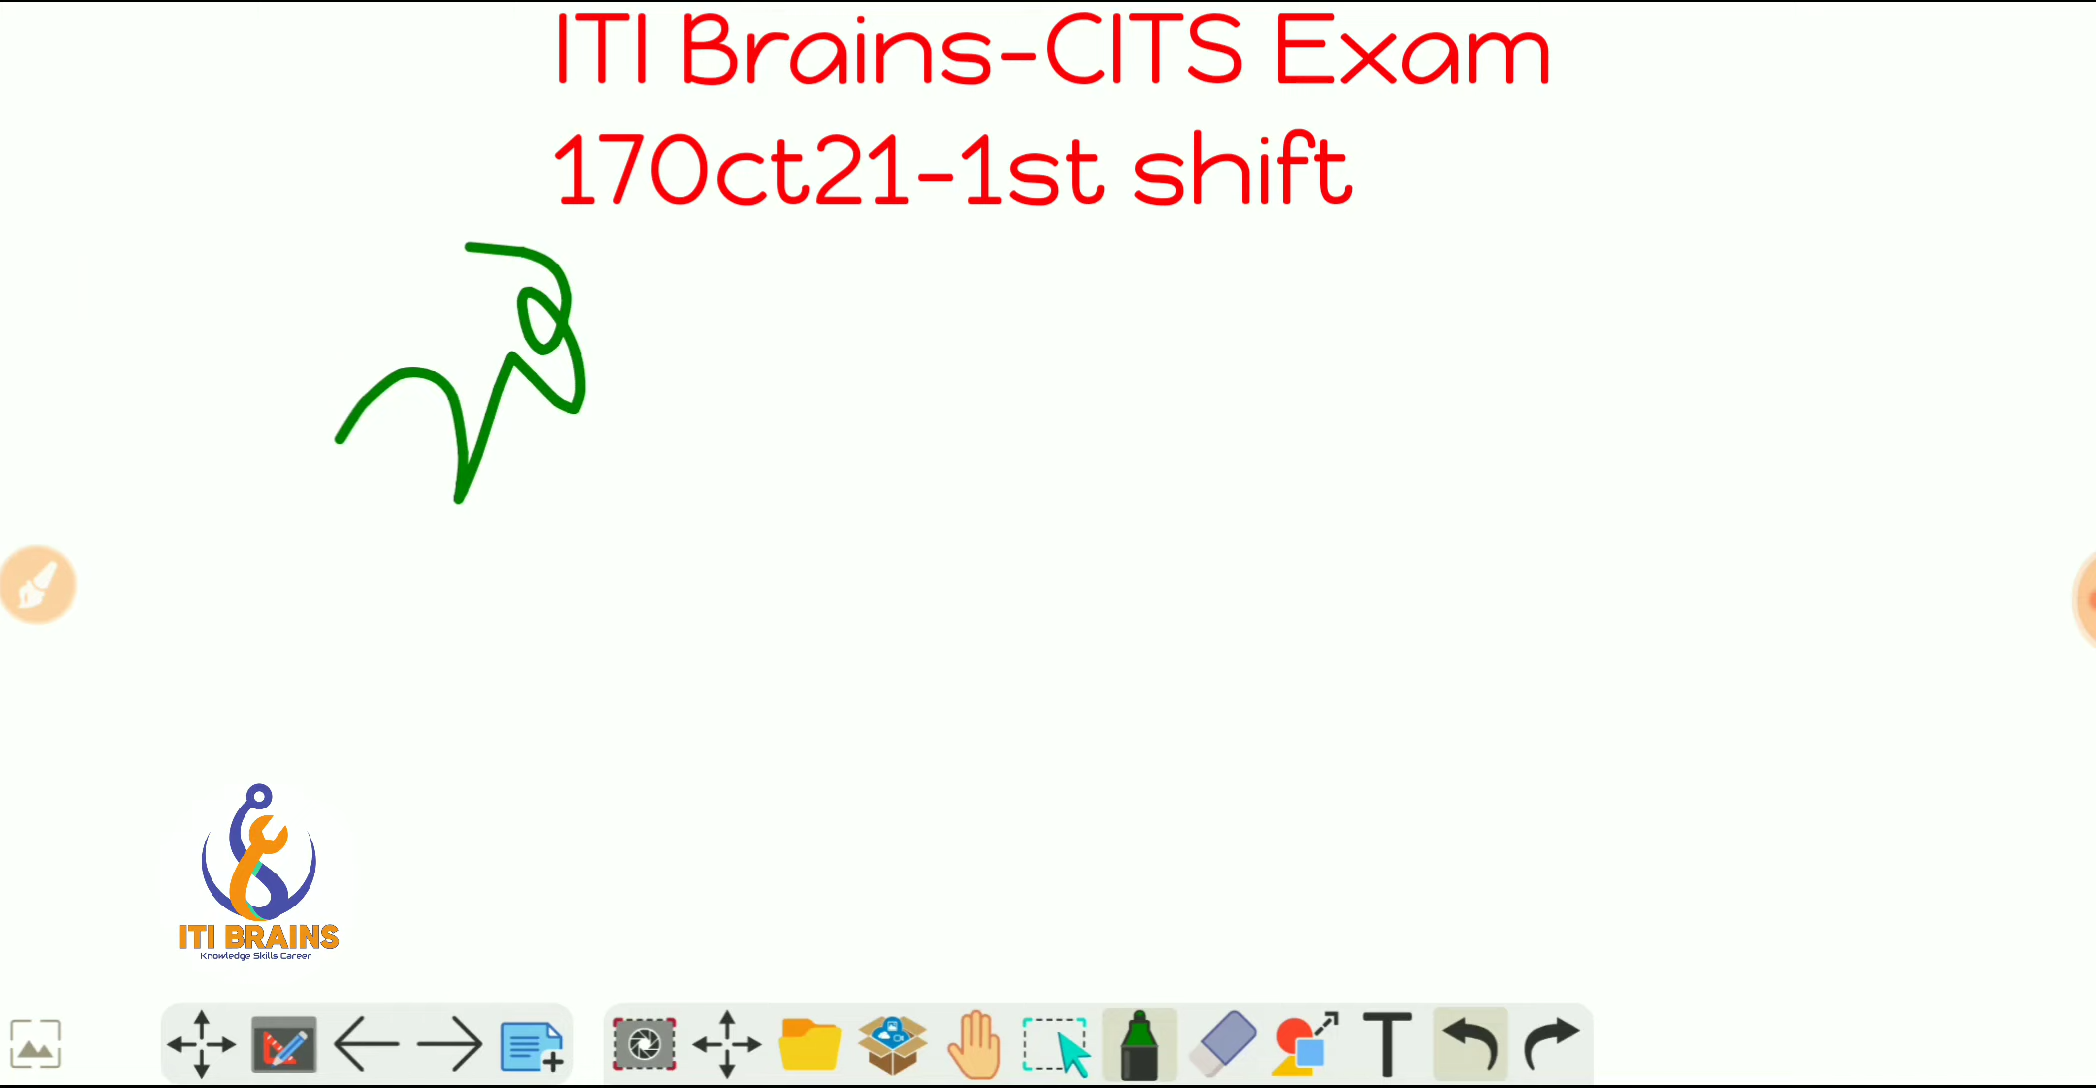 ITI Brains-CITS Exam
17Oct21-1st shift
ITI BRAINS
Knowledge Skills Career